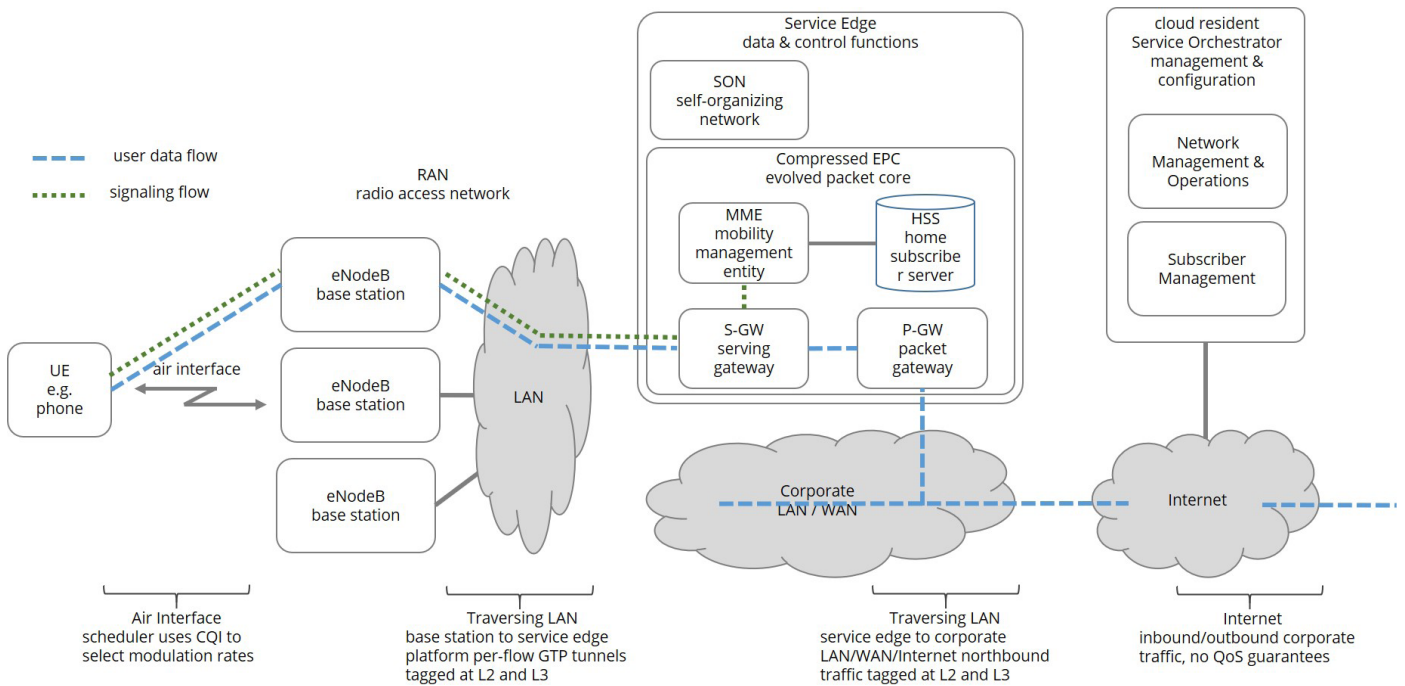 Service Edge
data & control functions
cloud resident
Service Orchestrator
management &
configuration
SON
self-organizing
network
Network
Management &
Operations
Subscriber
Management
user data flow
signaling flow
RAN
radio access network
Compressed EPC
evolved packet core
MME
mobility
management
entity
HSS
home
subscribe
r server
eNodeB
base station
S-GW
serving
gateway
P-GW
packet
gateway
UE
e.g.
phone
air interface
eNodeB
base station
LAN
eNodeB
base station
Corporate
LAN / WAN
Internet
Air Interface
scheduler uses CQI to
select modulation rates
Traversing LAN
base station to service edge
platform per-flow GTP tunnels
tagged at L2 and L3
Traversing LAN
service edge to corporate
LAN/WAN/Internet northbound
traffic tagged at L2 and L3
Internet
inbound/outbound corporate
traffic, no QoS guarantees